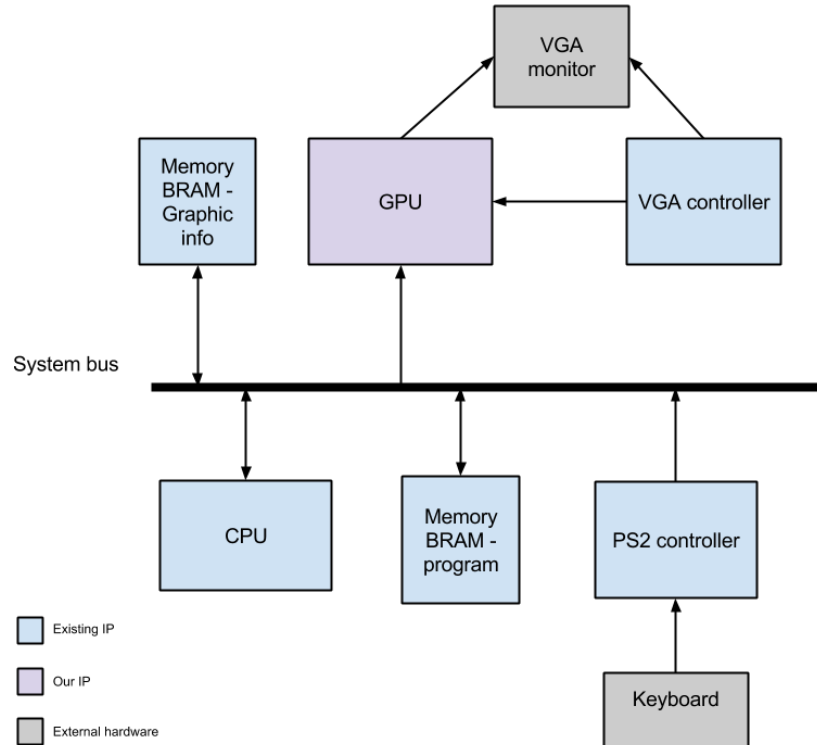 VGA
monitor
Memory
BRAM -
Graphic
info
GPU
VGA controller
System bus
CPU
Memory
BRAM -
program
PS2 controller
Existing IP
Our IP
External hardware
Keyboard